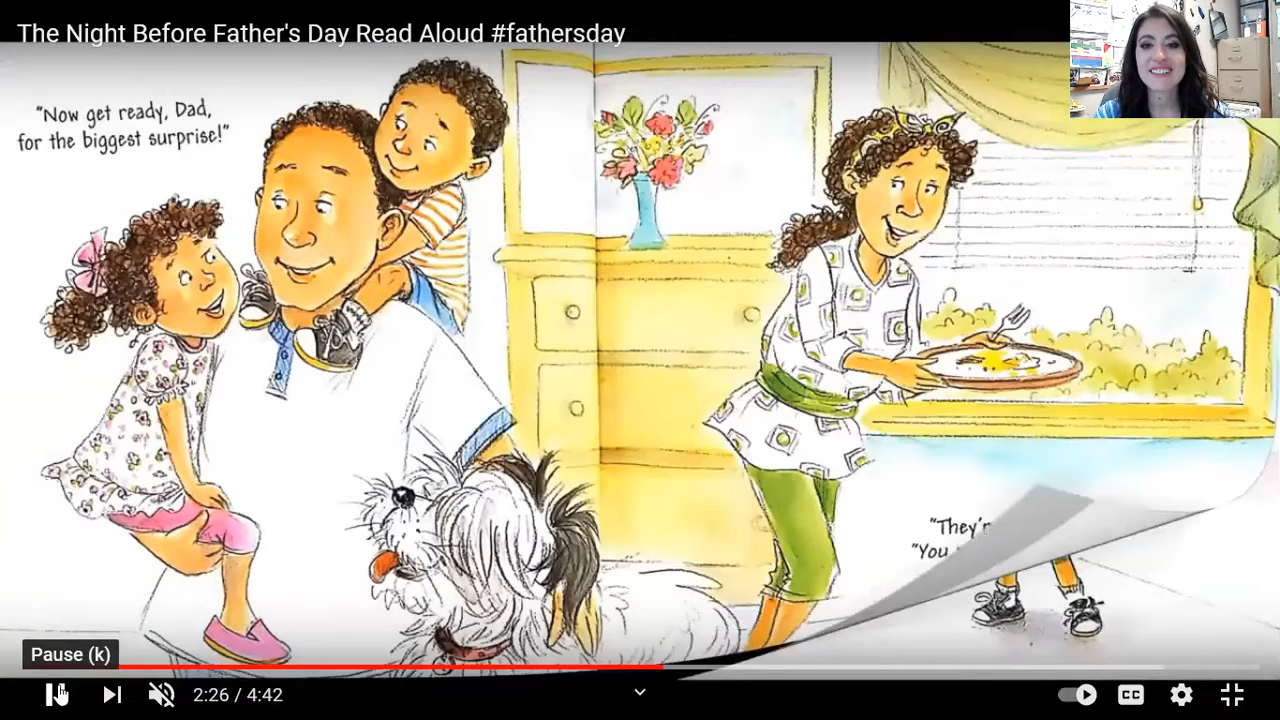 The Night Before Father's Day Read Aloud #fathersday
"Now get ready, Dad,
for the biggest surprise!"
"They'r
"You
Pause (k)
2:26 / 4:42
CC